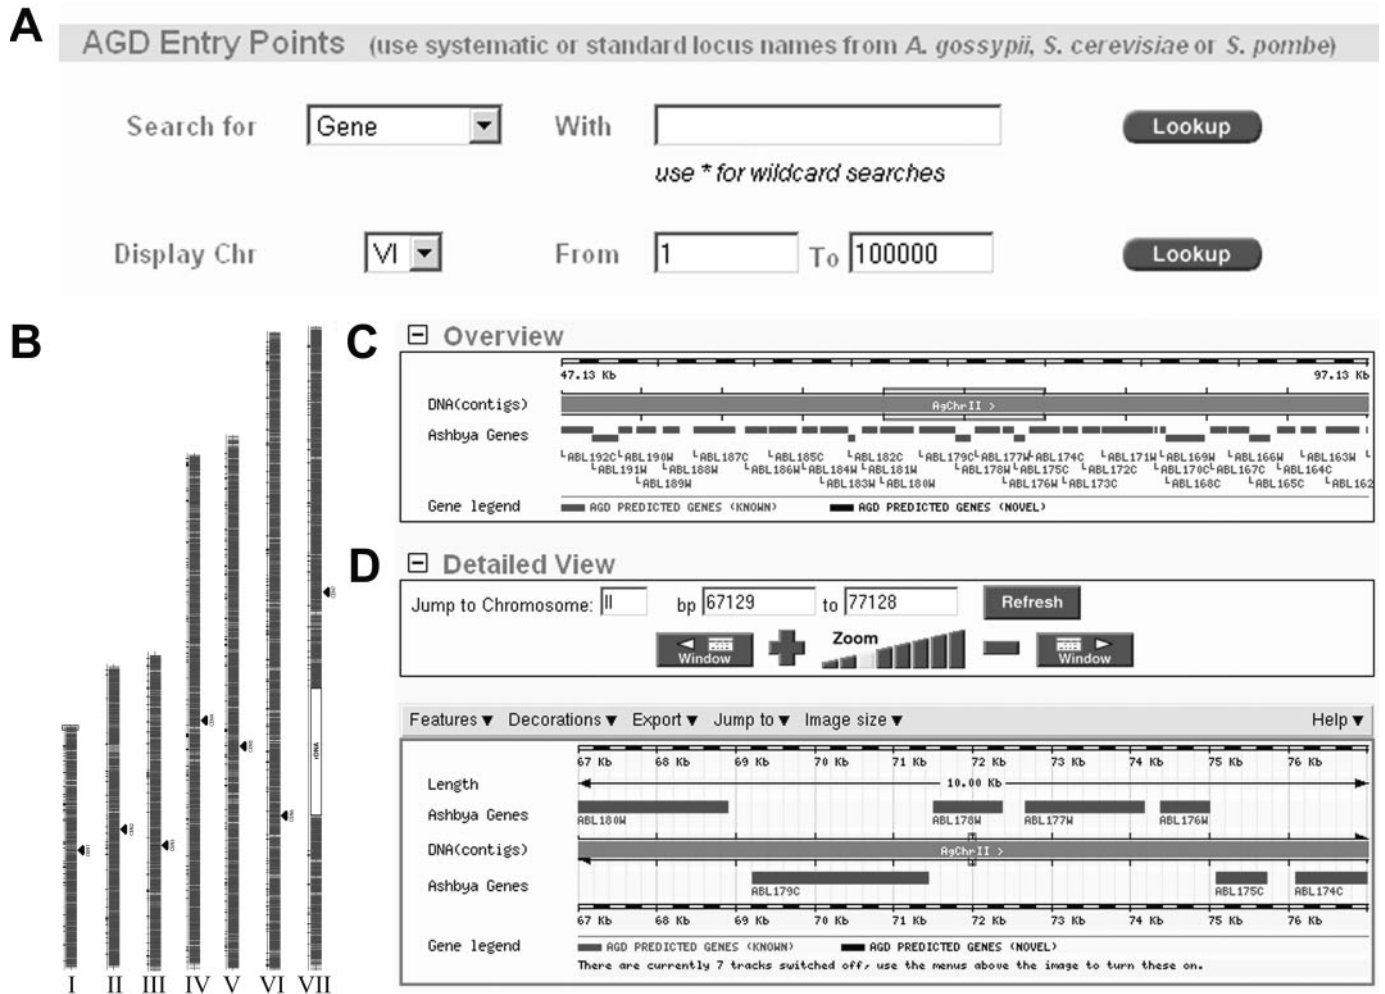 A
AGD Entry Points (use systematic or standard locus names from A. gossypii, S. cerevisiae or S. pombe)
Search for Gene With Lookup
use * for wildcard searches
Display Chr VI From 1 To 100000 Lookup
B
I II III IV V VI VII
C
Overview
47.13 Kb 97.13 Kb
DNA(contigs) AgChrII >
Ashbya Genes
ABL192C ABL190W ABL187C ABL185C ABL182C ABL179C ABL177W ABL174C ABL171W ABL169W ABL166W ABL163W
ABL191W ABL188W ABL186W ABL184W ABL181W ABL178W ABL175C ABL172C ABL170C ABL167C ABL164C
ABL189W ABL183W ABL180W ABL176W ABL173C ABL168C ABL165C ABL162
Gene legend AGD PREDICTED GENES (KNOWN) AGD PREDICTED GENES (NOVEL)
D
Detailed View
Jump to Chromosome: II bp 67129 to 77128 Refresh
Window Zoom Window
Features Decorations Export Jump to Image size Help
67 Kb 68 Kb 69 Kb 70 Kb 71 Kb 72 Kb 73 Kb 74 Kb 75 Kb 76 Kb
Length 10.00 Kb
Ashbya Genes
ABL180W ABL178W ABL177W ABL176W
DNA(contigs) AgChrII >
Ashbya Genes
ABL179C ABL175C ABL174C
67 Kb 68 Kb 69 Kb 70 Kb 71 Kb 72 Kb 73 Kb 74 Kb 75 Kb 76 Kb
Gene legend AGD PREDICTED GENES (KNOWN) AGD PREDICTED GENES (NOVEL)
There are currently 7 tracks switched off, use the menus above the image to turn these on.